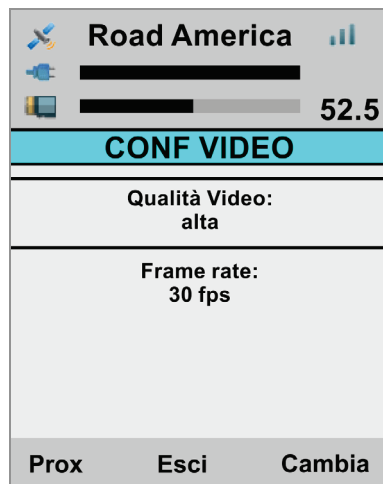 Road America
52.5
CONF VIDEO
Qualità Video:
alta
Frame rate:
30 fps
Prox Esci Cambia